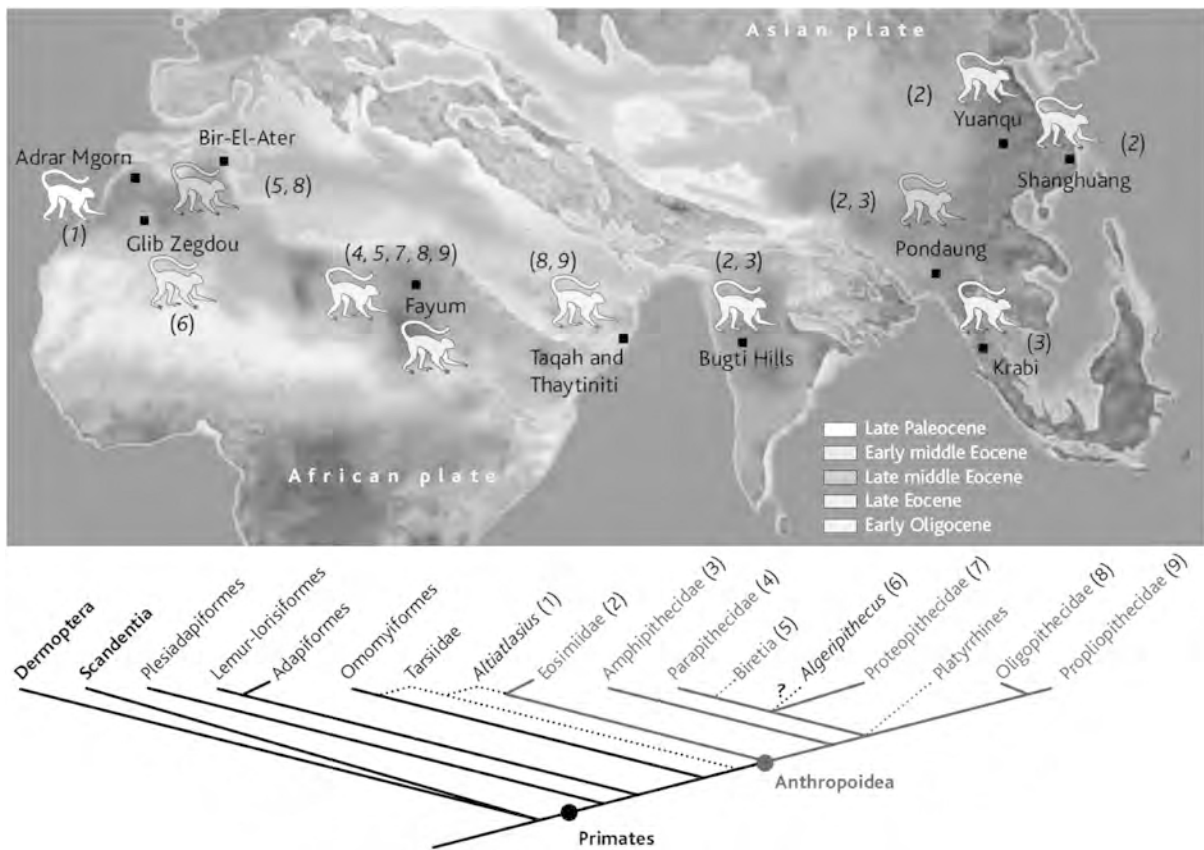 Asian plate
(2)
Yuanqu
(2)
Shanghuang
Bir-El-Ater
Adrar Mgorn
(5, 8)
(1)
Glib Zegdou
(6)
(4, 5, 7, 8, 9)
Fayum
(8, 9)
Taqah and
Thaytiniti
(2, 3)
Bugti Hills
(2, 3)
Pondaung
(3)
Krabi
African plate
Late Paleocene
Early middle Eocene
Late middle Eocene
Late Eocene
Early Oligocene
Dermoptera
Scandentia
Plesiadapiformes
Lemur-lorisiformes
Adapiformes
Omomyiformes
Tarsiidae
Altiatlasius (1)
Eosimiidae (2)
Amphipithecidae (3)
Parapithecidae (4)
Biretia (5)
?
Algeripithecus (6)
Proteopithecidae (7)
Platyrrhines
Oligopithecidae (8)
Propliopithecidae (9)
Anthropoidea
Primates